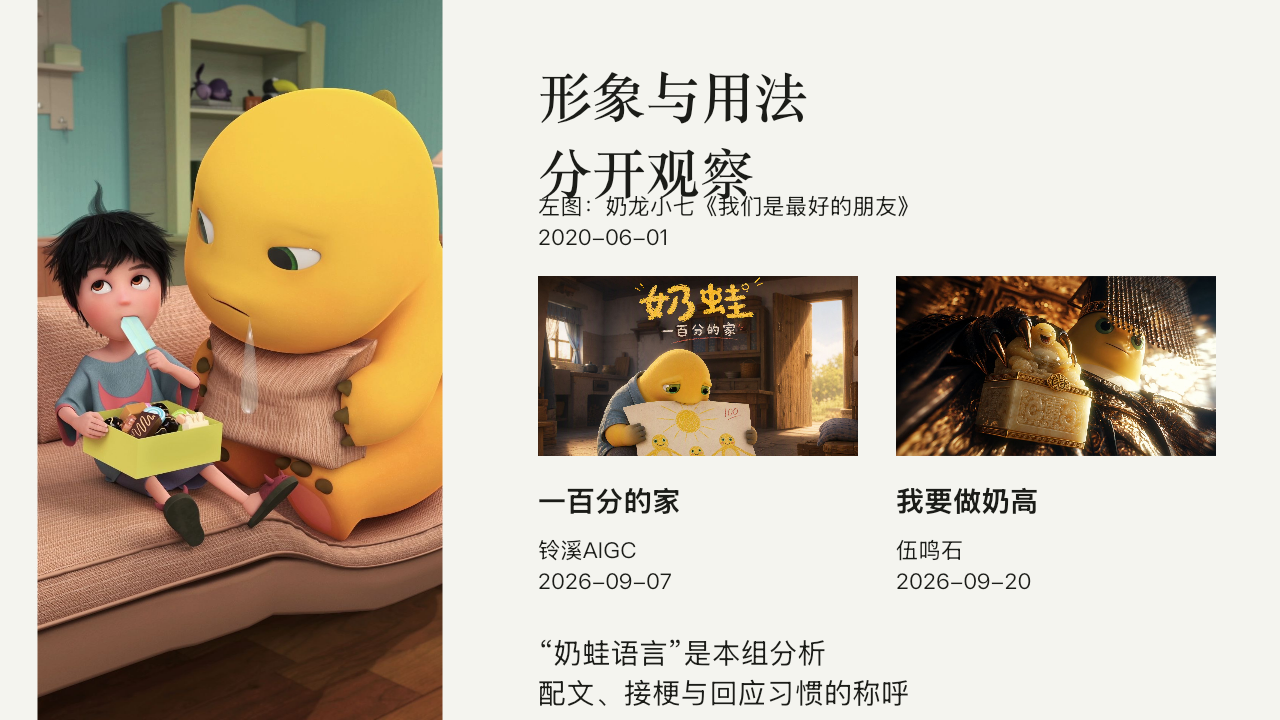 形象与用法
分开观察
左图：奶龙小七《我们是最好的朋友》
2020–06–01
奶蛙
一百分的家
100
一百分的家
铃溪AIGC
2026–09–07
我要做奶高
伍鸣石
2026–09–20
“奶蛙语言”是本组分析
配文、接梗与回应习惯的称呼